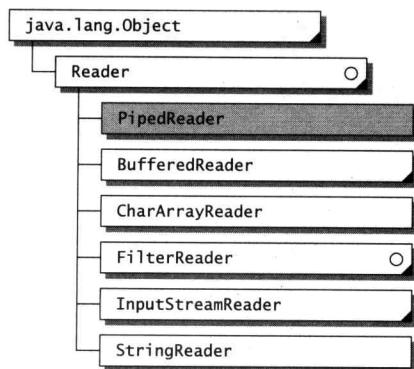 java.lang.Object
Reader
PipedReader
BufferedReader
CharArrayReader
FilterReader
InputStreamReader
StringReader